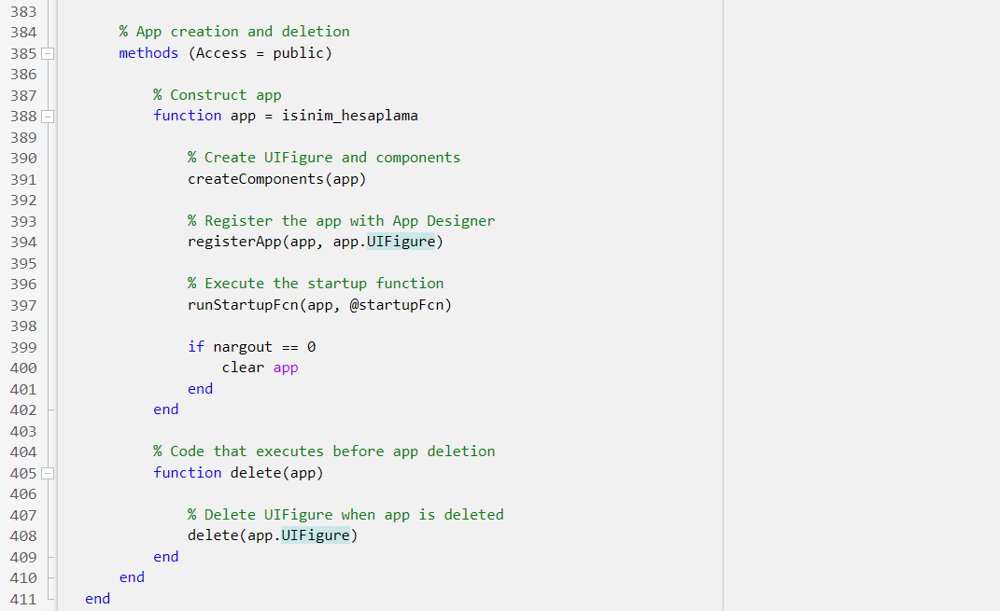 383
384 % App creation and deletion
385 methods (Access = public)
386
387 % Construct app
388 function app = isinim_hesaplama
389
390 % Create UIFigure and components
391 createComponents(app)
392
393 % Register the app with App Designer
394 registerApp(app, app.UIFigure)
395
396 % Execute the startup function
397 runStartupFcn(app, @startupFcn)
398
399 if nargout == 0
400 clear app
401 end
402 end
403
404 % Code that executes before app deletion
405 function delete(app)
406
407 % Delete UIFigure when app is deleted
408 delete(app.UIFigure)
409 end
410 end
411 end